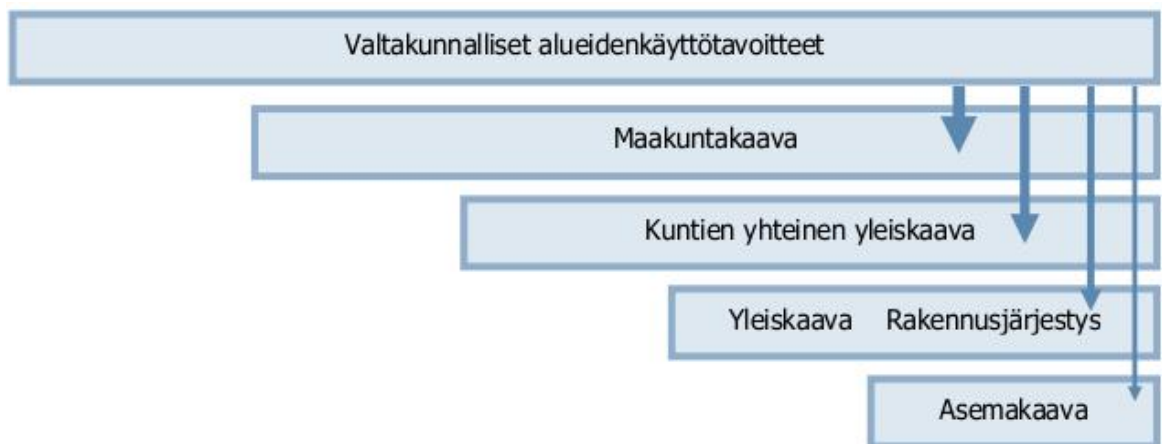 Valtakunnalliset alueidenkäyttötavoitteet
Maakuntakaava
Kuntien yhteinen yleiskaava
Yleiskaava Rakennusjärjestys
Asemakaava